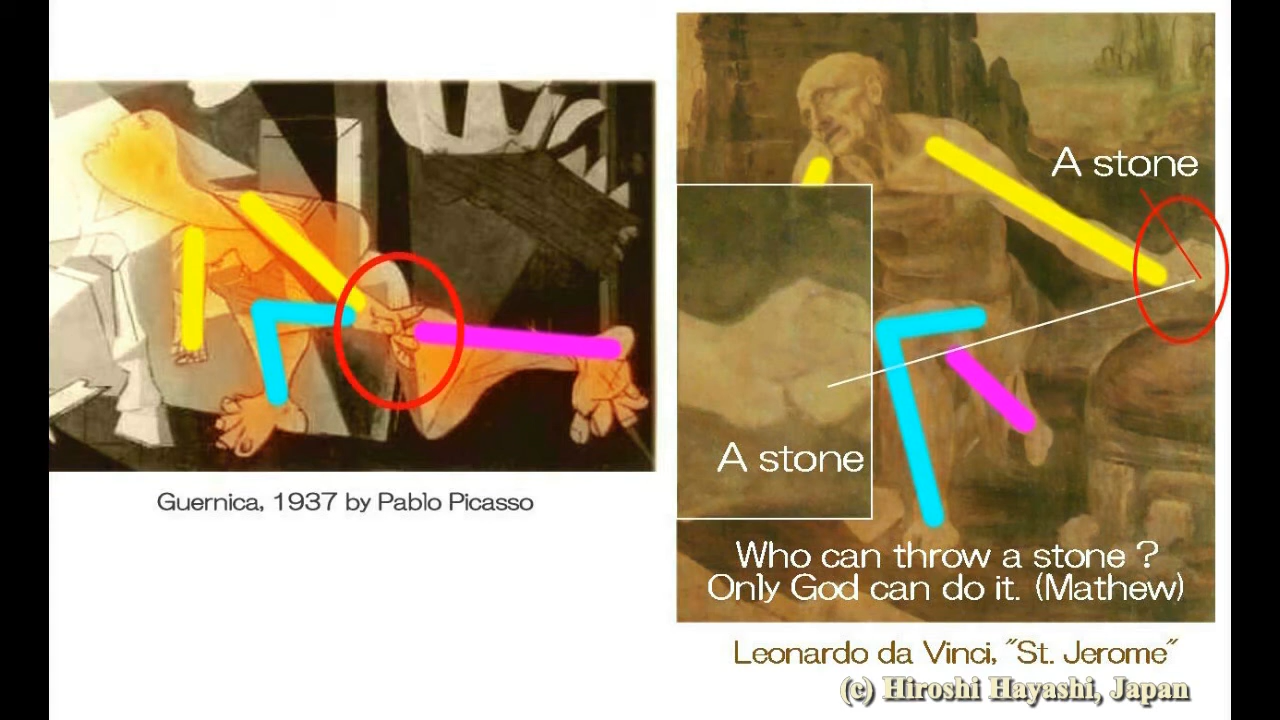 Guernica, 1937 by Pablo Picasso
A stone
A stone
Who can throw a stone ?
Only God can do it. (Mathew)
Leonardo da Vinci, "St. Jerome"
(c) Hiroshi Hayashi, Japan